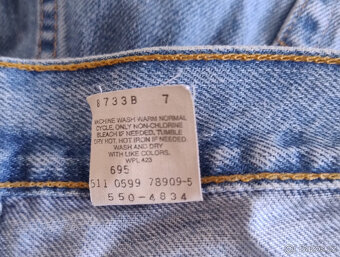 8733B 7
MACHINE WASH WARM NORMAL
CYCLE, ONLY NON-CHLORINE
BLEACH IF NEEDED, TUMBLE
DRY HOT, HOT IRON IF NEEDED.
WASH AND DRY
WITH LIKE COLORS.
WPL 423
695
511 0599 78909-5
550-4834